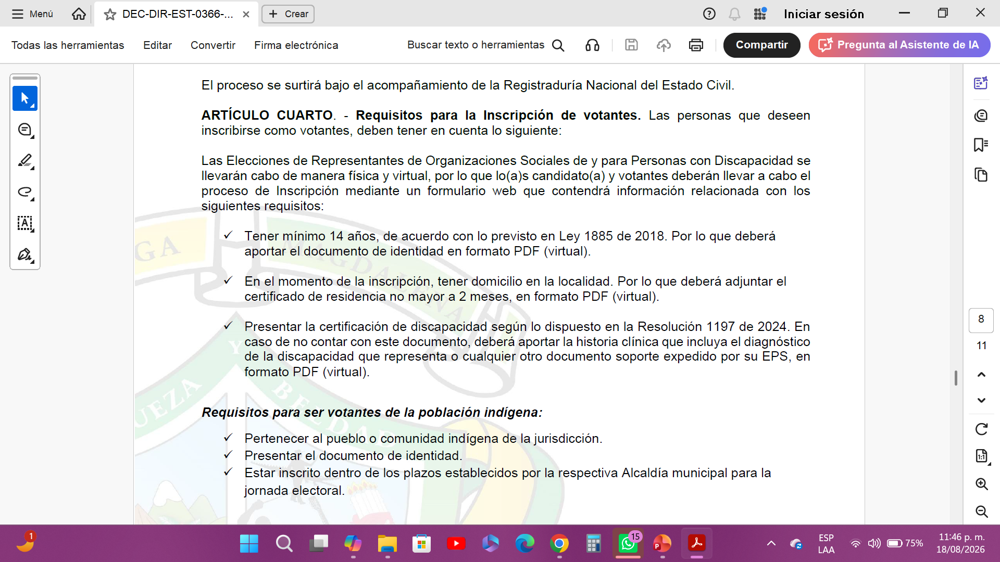 Menú
DEC-DIR-EST-0366-...
Crear
Iniciar sesión
Todas las herramientas
Editar
Convertir
Firma electrónica
Buscar texto o herramientas
Compartir
Pregunta al Asistente de IA
El proceso se surtirá bajo el acompañamiento de la Registraduría Nacional del Estado Civil.
ARTÍCULO CUARTO. - Requisitos para la Inscripción de votantes. Las personas que deseen
inscribirse como votantes, deben tener en cuenta lo siguiente:
Las Elecciones de Representantes de Organizaciones Sociales de y para Personas con Discapacidad se
llevarán cabo de manera física y virtual, por lo que lo(a)s candidato(a) y votantes deberán llevar a cabo el
proceso de Inscripción mediante un formulario web que contendrá información relacionada con los
siguientes requisitos:
✓ Tener mínimo 14 años, de acuerdo con lo previsto en Ley 1885 de 2018. Por lo que deberá
aportar el documento de identidad en formato PDF (virtual).
✓ En el momento de la inscripción, tener domicilio en la localidad. Por lo que deberá adjuntar el
certificado de residencia no mayor a 2 meses, en formato PDF (virtual).
✓ Presentar la certificación de discapacidad según lo dispuesto en la Resolución 1197 de 2024. En
caso de no contar con este documento, deberá aportar la historia clínica que incluya el diagnóstico
de la discapacidad que representa o cualquier otro documento soporte expedido por su EPS, en
formato PDF (virtual).
Requisitos para ser votantes de la población indígena:
✓ Pertenecer al pueblo o comunidad indígena de la jurisdicción.
✓ Presentar el documento de identidad.
✓ Estar inscrito dentro de los plazos establecidos por la respectiva Alcaldía municipal para la
jornada electoral.
GA
MAGDALENA
UEZA
Y
BELDAD
8
11
1:1
1
15
ESP
LAA
75%
11:46 p. m.
18/08/2026